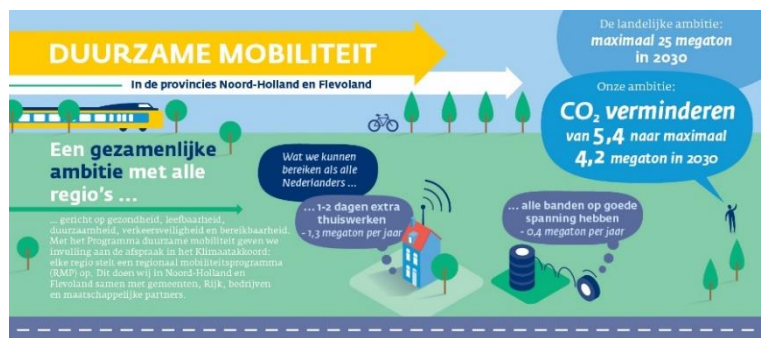 DUURZAME MOBILITEIT
In de provincies Noord-Holland en Flevoland
De landelijke ambitie:
maximaal 25 megaton
in 2030
Onze ambitie:
CO₂ verminderen
van 5,4 naar maximaal
4,2 megaton in 2030
Een gezamenlijke
ambitie met alle
regio's ...
... gericht op gezondheid, leefbaarheid,
duurzaamheid, verkeersveiligheid en bereikbaarheid.
Met het Programma duurzame mobiliteit geven we
invulling aan de afspraak in het Klimaatakkoord:
elke regio stelt een regionaal mobiliteitsprogramma
(RMP) op. Dit doen wij in Noord-Holland en
Flevoland samen met gemeenten, Rijk, bedrijven
en maatschappelijke partners.
Wat we kunnen
bereiken als alle
Nederlanders ...
... 1-2 dagen extra
thuiswerken
- 1,3 megaton per jaar
... alle banden op goede
spanning hebben
- 0,4 megaton per jaar